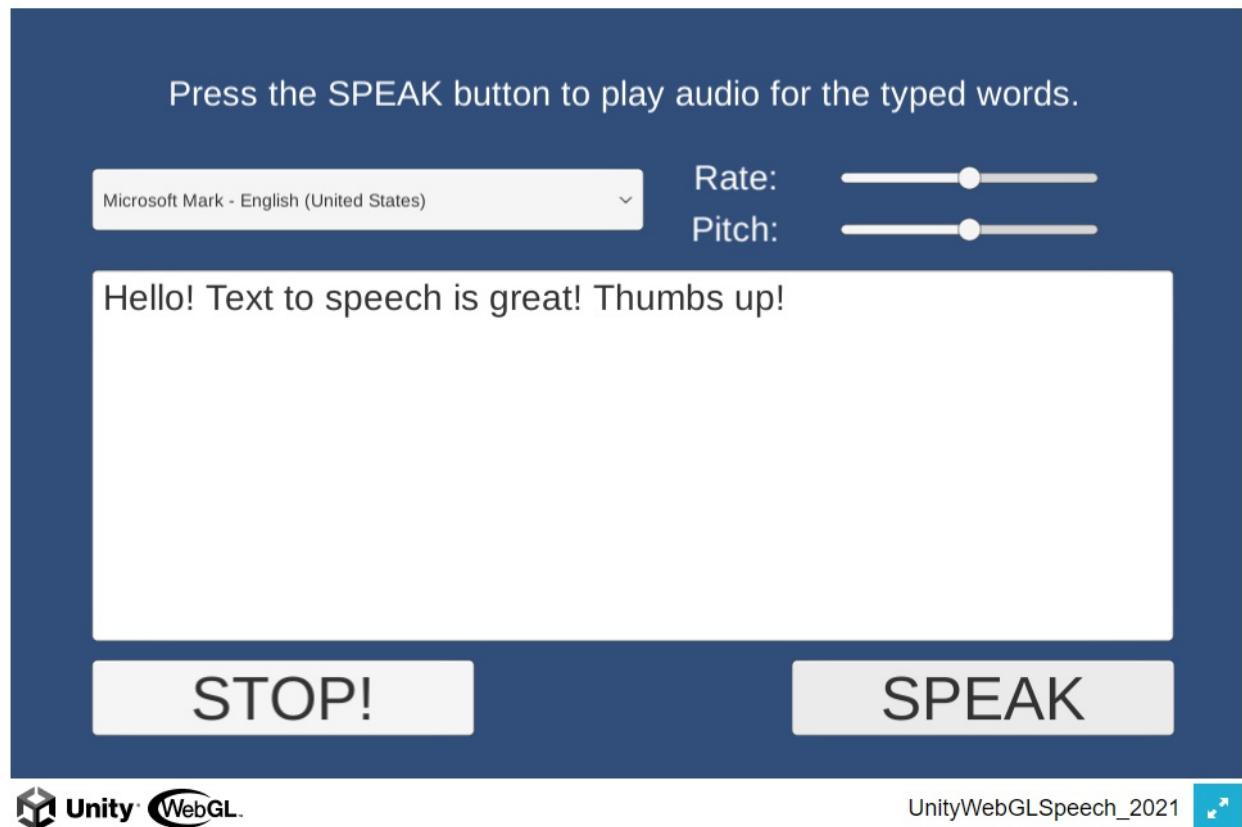 Press the SPEAK button to play audio for the typed words.
Microsoft Mark - English (United States)
Rate:
Pitch:
Hello! Text to speech is great! Thumbs up!
STOP!
SPEAK
Unity WebGL
UnityWebGLSpeech_2021